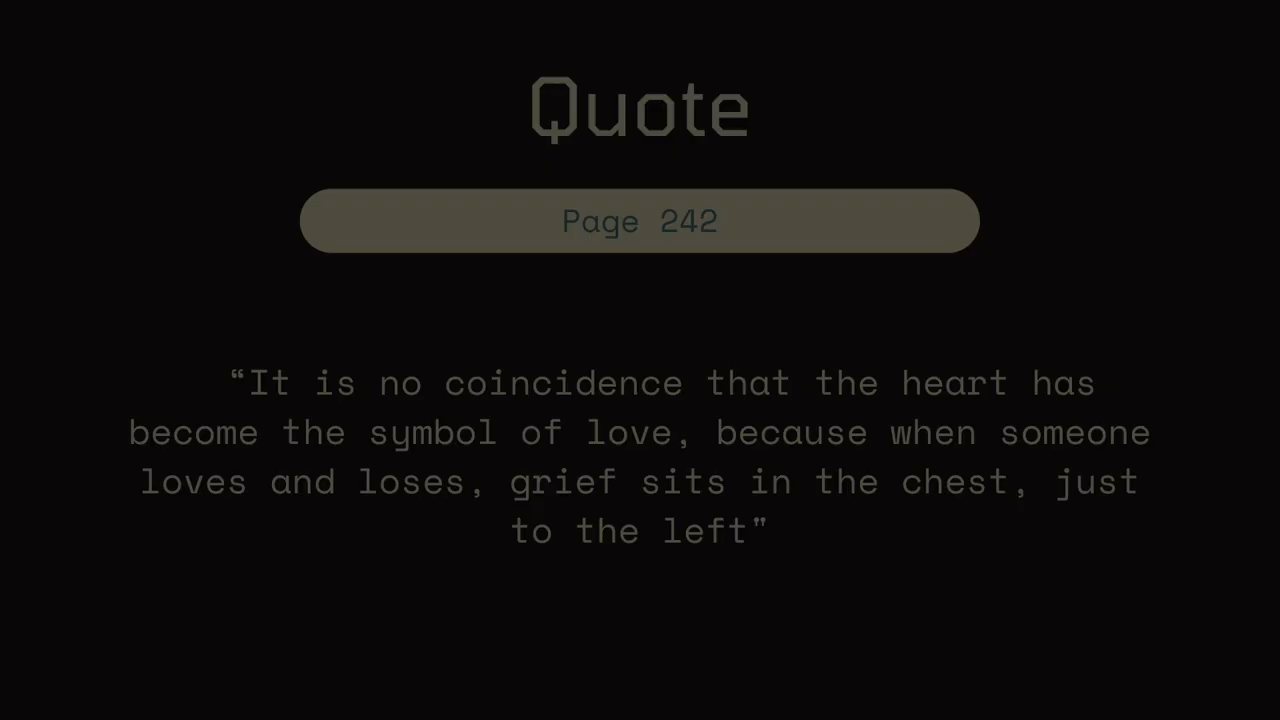 Quote
Page 242
“It is no coincidence that the heart has
become the symbol of love, because when someone
loves and loses, grief sits in the chest, just
to the left"